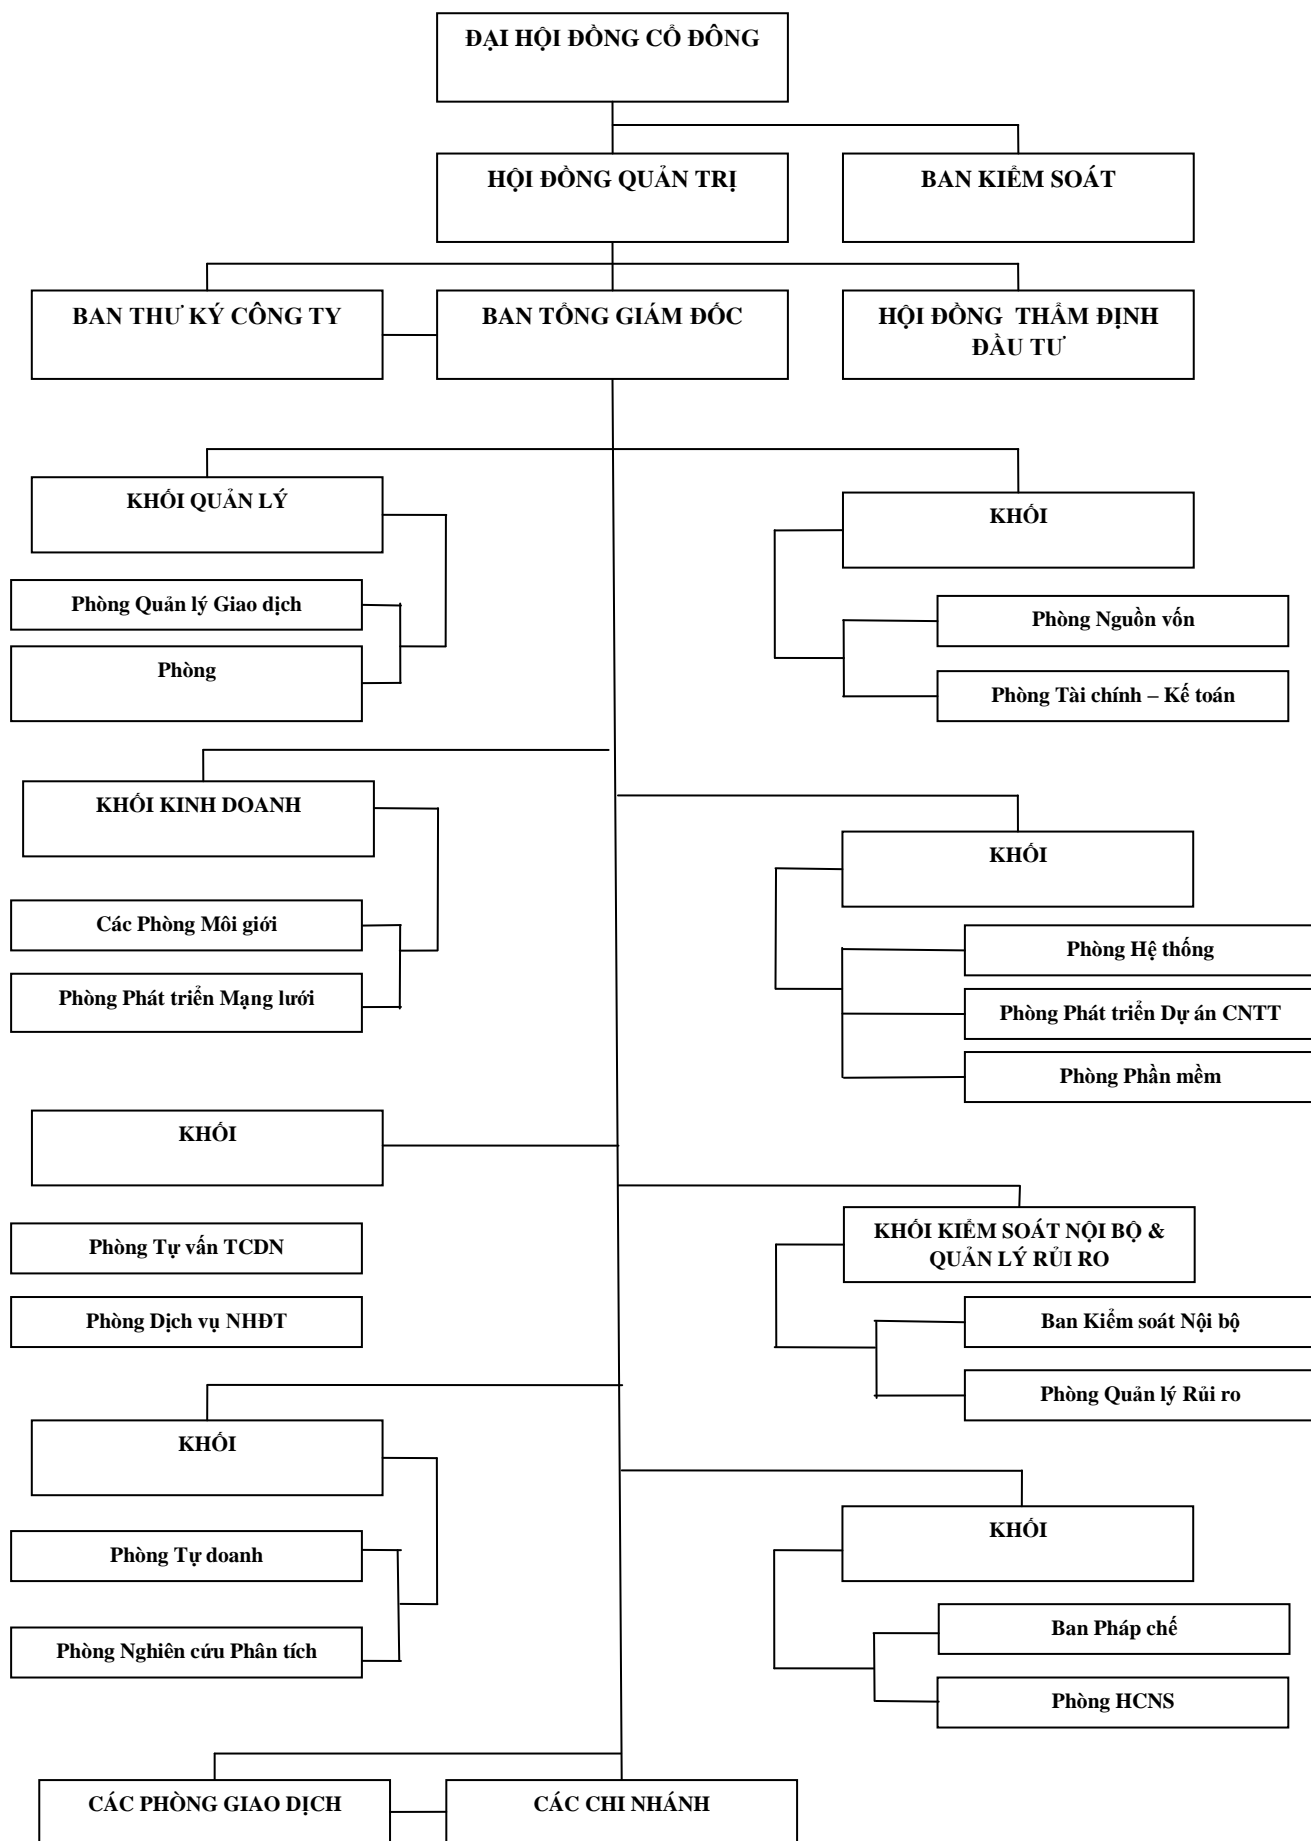 ĐẠI HỘI ĐỒNG CỔ ĐÔNG
HỘI ĐỒNG QUẢN TRỊ
BAN KIỂM SOÁT
BAN THƯ KÝ CÔNG TY
BAN TỔNG GIÁM ĐỐC
HỘI ĐỒNG THẨM ĐỊNH
ĐẦU TƯ
KHỐI QUẢN LÝ
KHỐI
Phòng Quản lý Giao dịch
Phòng Nguồn vốn
Phòng
Phòng Tài chính – Kế toán
KHỐI KINH DOANH
KHỐI
Các Phòng Môi giới
Phòng Hệ thống
Phòng Phát triển Mạng lưới
Phòng Phát triển Dự án CNTT
Phòng Phần mềm
KHỐI
Phòng Tự vấn TCDN
KHỐI KIỂM SOÁT NỘI BỘ &
QUẢN LÝ RỦI RO
Phòng Dịch vụ NHĐT
Ban Kiểm soát Nội bộ
Phòng Quản lý Rủi ro
KHỐI
KHỐI
Phòng Tự doanh
Ban Pháp chế
Phòng Nghiên cứu Phân tích
Phòng HCNS
CÁC PHÒNG GIAO DỊCH
CÁC CHI NHÁNH